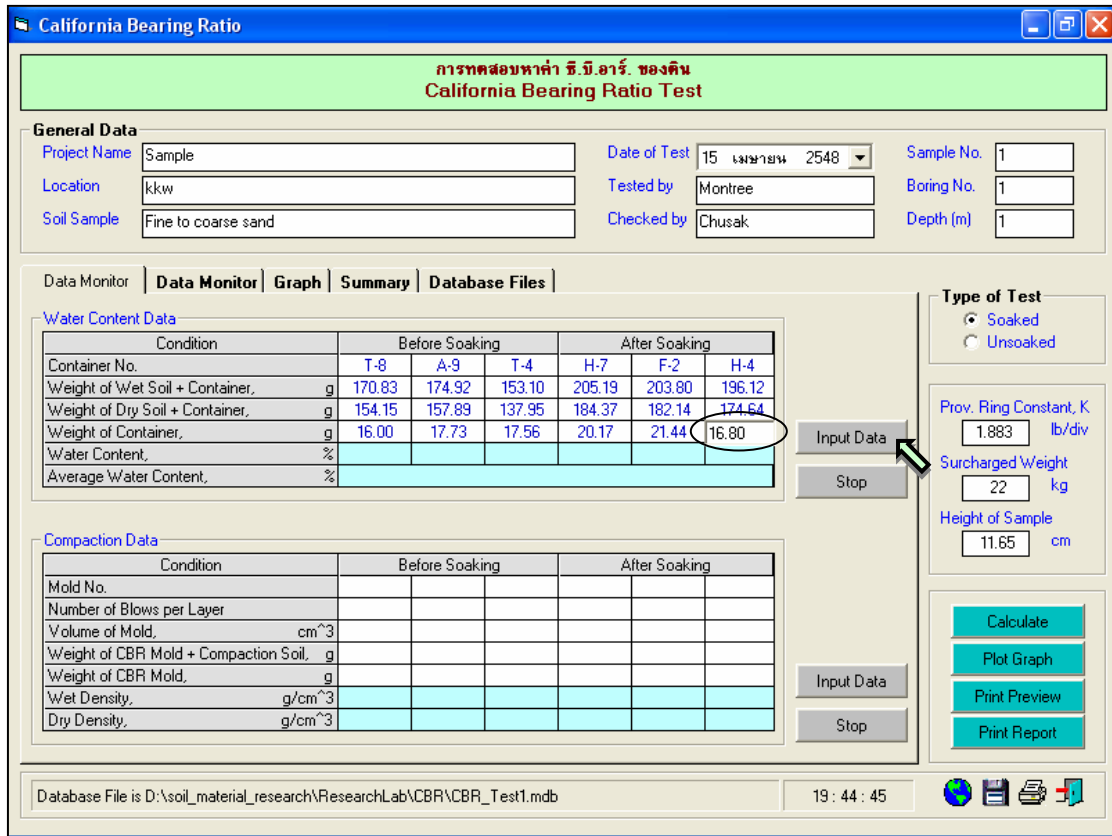 California Bearing Ratio
การทดสอบหาค่า ซี.บี.อาร์. ของดิน
California Bearing Ratio Test
General Data
Project Name Sample Date of Test 15 เมษายน 2548 Sample No. 1
Location kkw Tested by Montree Boring No. 1
Soil Sample Fine to coarse sand Checked by Chusak Depth (m) 1
Data Monitor Data Monitor Graph Summary Database Files
Water Content Data
Condition Before Soaking After Soaking
Container No. T-8 A-9 T-4 H-7 F-2 H-4
Weight of Wet Soil + Container, g 170.83 174.92 153.10 205.19 203.80 196.12
Weight of Dry Soil + Container, g 154.15 157.89 137.95 184.37 182.14 174.64
Weight of Container, g 16.00 17.73 17.56 20.17 21.44 16.80
Water Content, %
Average Water Content, %
Input Data
Stop
Compaction Data
Condition Before Soaking After Soaking
Mold No.
Number of Blows per Layer
Volume of Mold, cm^3
Weight of CBR Mold + Compaction Soil, g
Weight of CBR Mold, g
Wet Density, g/cm^3
Dry Density, g/cm^3
Input Data
Stop
Type of Test
Soaked
Unsoaked
Prov. Ring Constant, K
1.883 lb/div
Surcharged Weight
22 kg
Height of Sample
11.65 cm
Calculate
Plot Graph
Print Preview
Print Report
Database File is D:\soil_material_research\ResearchLab\CBR\CBR_Test1.mdb 19 : 44 : 45